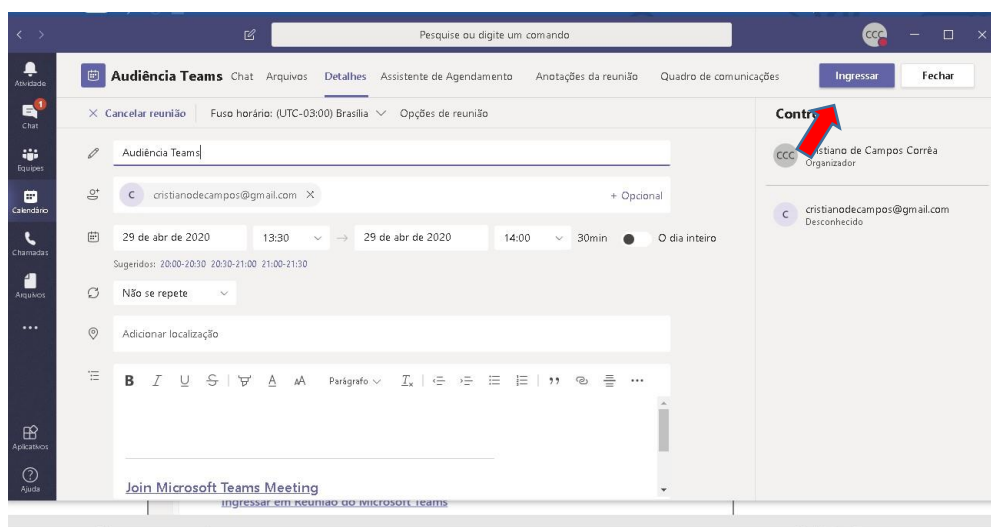 Pesquise ou digite um comando
CCC
Atividade
1
Chat
Equipes
Calendário
Chamadas
Arquivos
Aplicativos
Ajuda
Audiência Teams Chat Arquivos Detalhes Assistente de Agendamento Anotações da reunião Quadro de comunicações Ingressar Fechar
Cancelar reunião Fuso horário: (UTC-03:00) Brasília Opções de reunião
Audiência Teams
C cristianodecampos@gmail.com X + Opcional
29 de abr de 2020 13:30 → 29 de abr de 2020 14:00 30min O dia inteiro
Sugeridos: 20:00-20:30 20:30-21:00 21:00-21:30
Não se repete
Adicionar localização
B I U S A AA Parágrafo Ix
Join Microsoft Teams Meeting
Ingressar em Reunião do Microsoft Teams
CCC de Campos Corrêa
Organizador
C cristianodecampos@gmail.com
Desconhecido